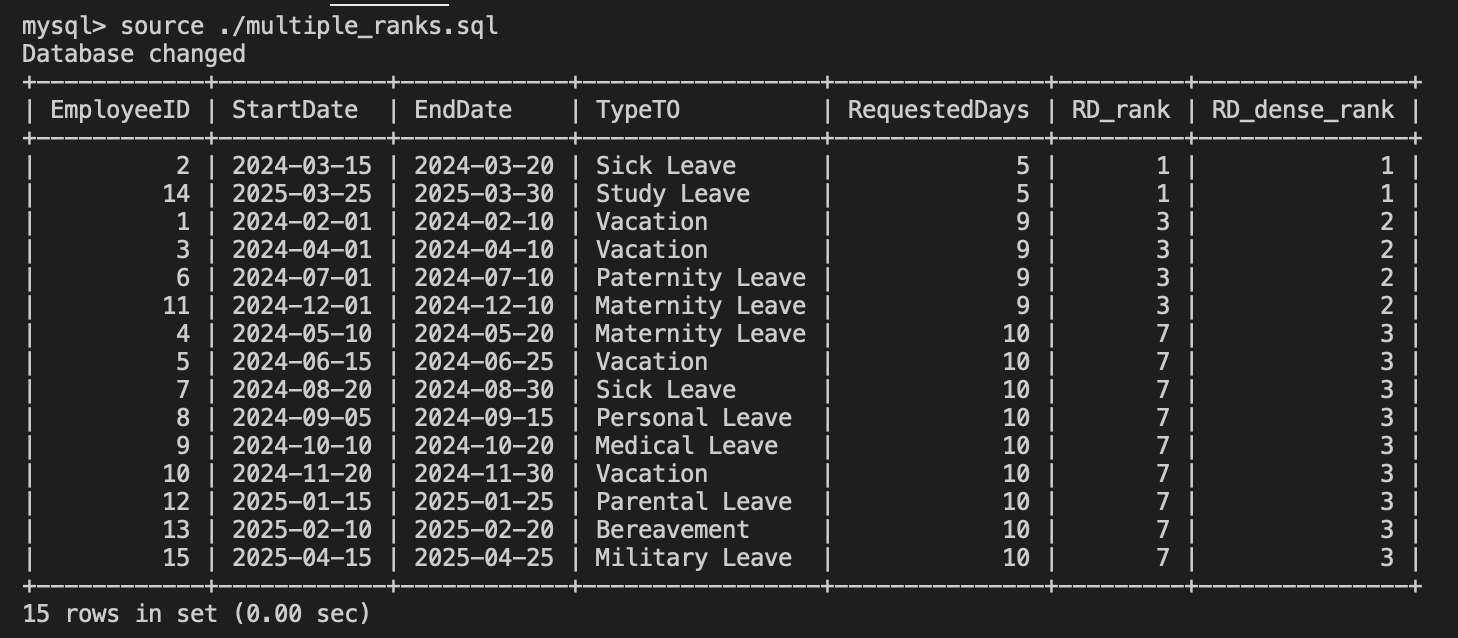 mysql> source ./multiple_ranks.sql
Database changed
+------------+------------+------------+-----------------+---------------+---------+---------------+
| EmployeeID | StartDate  | EndDate    | TypeTO          | RequestedDays | RD_rank | RD_dense_rank |
+------------+------------+------------+-----------------+---------------+---------+---------------+
|          2 | 2024-03-15 | 2024-03-20 | Sick Leave      |             5 |       1 |             1 |
|         14 | 2025-03-25 | 2025-03-30 | Study Leave     |             5 |       1 |             1 |
|          1 | 2024-02-01 | 2024-02-10 | Vacation        |             9 |       3 |             2 |
|          3 | 2024-04-01 | 2024-04-10 | Vacation        |             9 |       3 |             2 |
|          6 | 2024-07-01 | 2024-07-10 | Paternity Leave |             9 |       3 |             2 |
|         11 | 2024-12-01 | 2024-12-10 | Maternity Leave |             9 |       3 |             2 |
|          4 | 2024-05-10 | 2024-05-20 | Maternity Leave |            10 |       7 |             3 |
|          5 | 2024-06-15 | 2024-06-25 | Vacation        |            10 |       7 |             3 |
|          7 | 2024-08-20 | 2024-08-30 | Sick Leave      |            10 |       7 |             3 |
|          8 | 2024-09-05 | 2024-09-15 | Personal Leave  |            10 |       7 |             3 |
|          9 | 2024-10-10 | 2024-10-20 | Medical Leave   |            10 |       7 |             3 |
|         10 | 2024-11-20 | 2024-11-30 | Vacation        |            10 |       7 |             3 |
|         12 | 2025-01-15 | 2025-01-25 | Parental Leave  |            10 |       7 |             3 |
|         13 | 2025-02-10 | 2025-02-20 | Bereavement     |            10 |       7 |             3 |
|         15 | 2025-04-15 | 2025-04-25 | Military Leave  |            10 |       7 |             3 |
+------------+------------+------------+-----------------+---------------+---------+---------------+
15 rows in set (0.00 sec)